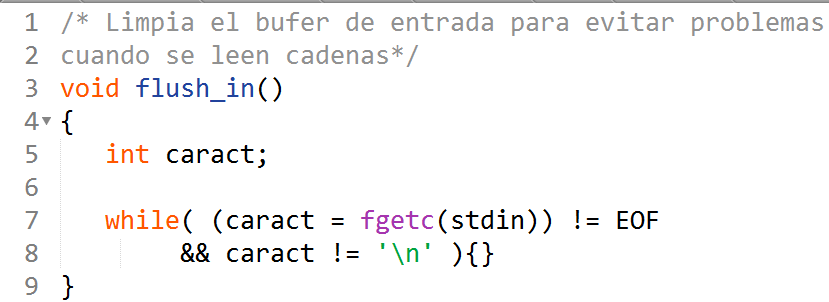 1 /* Limpia el bufer de entrada para evitar problemas
2 cuando se leen cadenas*/
3 void flush_in()
4 {
5    int caract;
6
7    while( (caract = fgetc(stdin)) != EOF
8         && caract != '\n' ){}
9 }